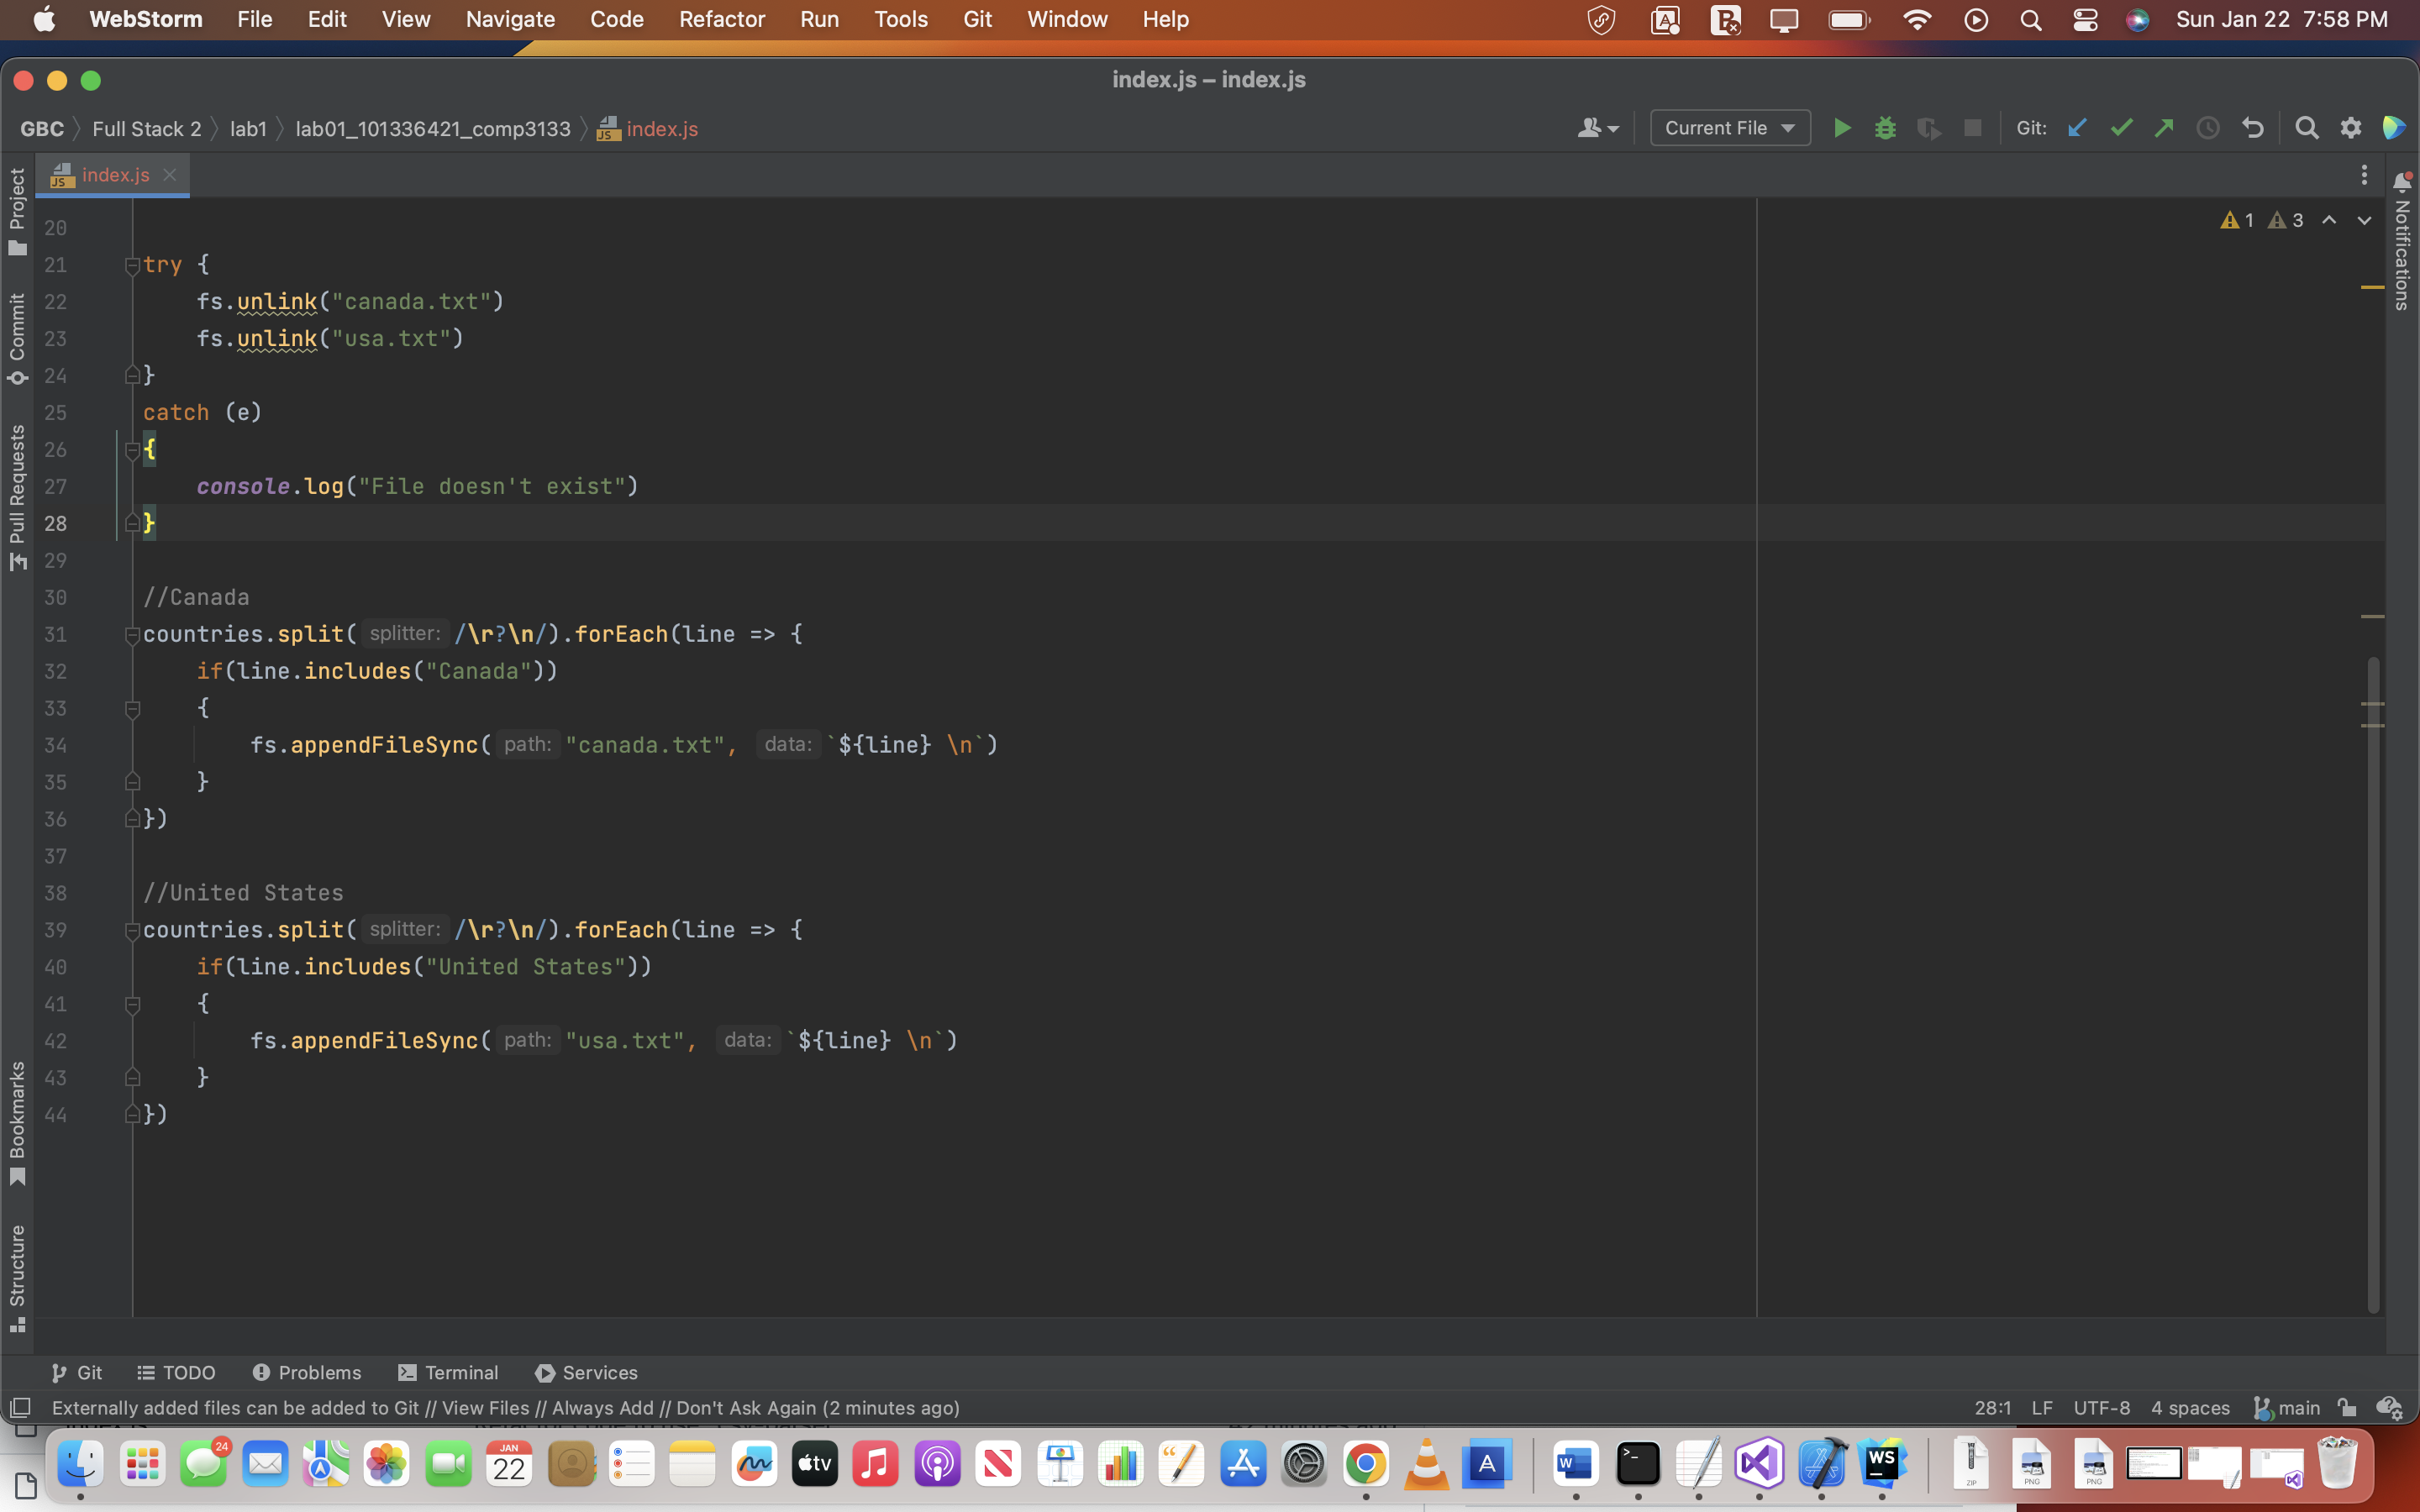 WebStorm File Edit View Navigate Code Refactor Run Tools Git Window Help Sun Jan 22 7:58 PM
index.js – index.js
GBC Full Stack 2 lab1 lab01_101336421_comp3133 index.js Current File Git:
index.js
Project
Commit
Pull Requests
Bookmarks
Structure
Notifications
1 3
20
21 try {
22 fs.unlink("canada.txt")
23 fs.unlink("usa.txt")
24 }
25 catch (e)
26 {
27 console.log("File doesn't exist")
28 }
29
30 //Canada
31 countries.split( splitter: /\r?\n/).forEach(line => {
32 if(line.includes("Canada"))
33 {
34 fs.appendFileSync( path: "canada.txt", data: `${line} \n`)
35 }
36 })
37
38 //United States
39 countries.split( splitter: /\r?\n/).forEach(line => {
40 if(line.includes("United States"))
41 {
42 fs.appendFileSync( path: "usa.txt", data: `${line} \n`)
43 }
44 })
Git TODO Problems Terminal Services
Externally added files can be added to Git // View Files // Always Add // Don't Ask Again (2 minutes ago) 28:1 LF UTF-8 4 spaces main
24 JAN 22 tv A W >- WS ZIP PNG PNG